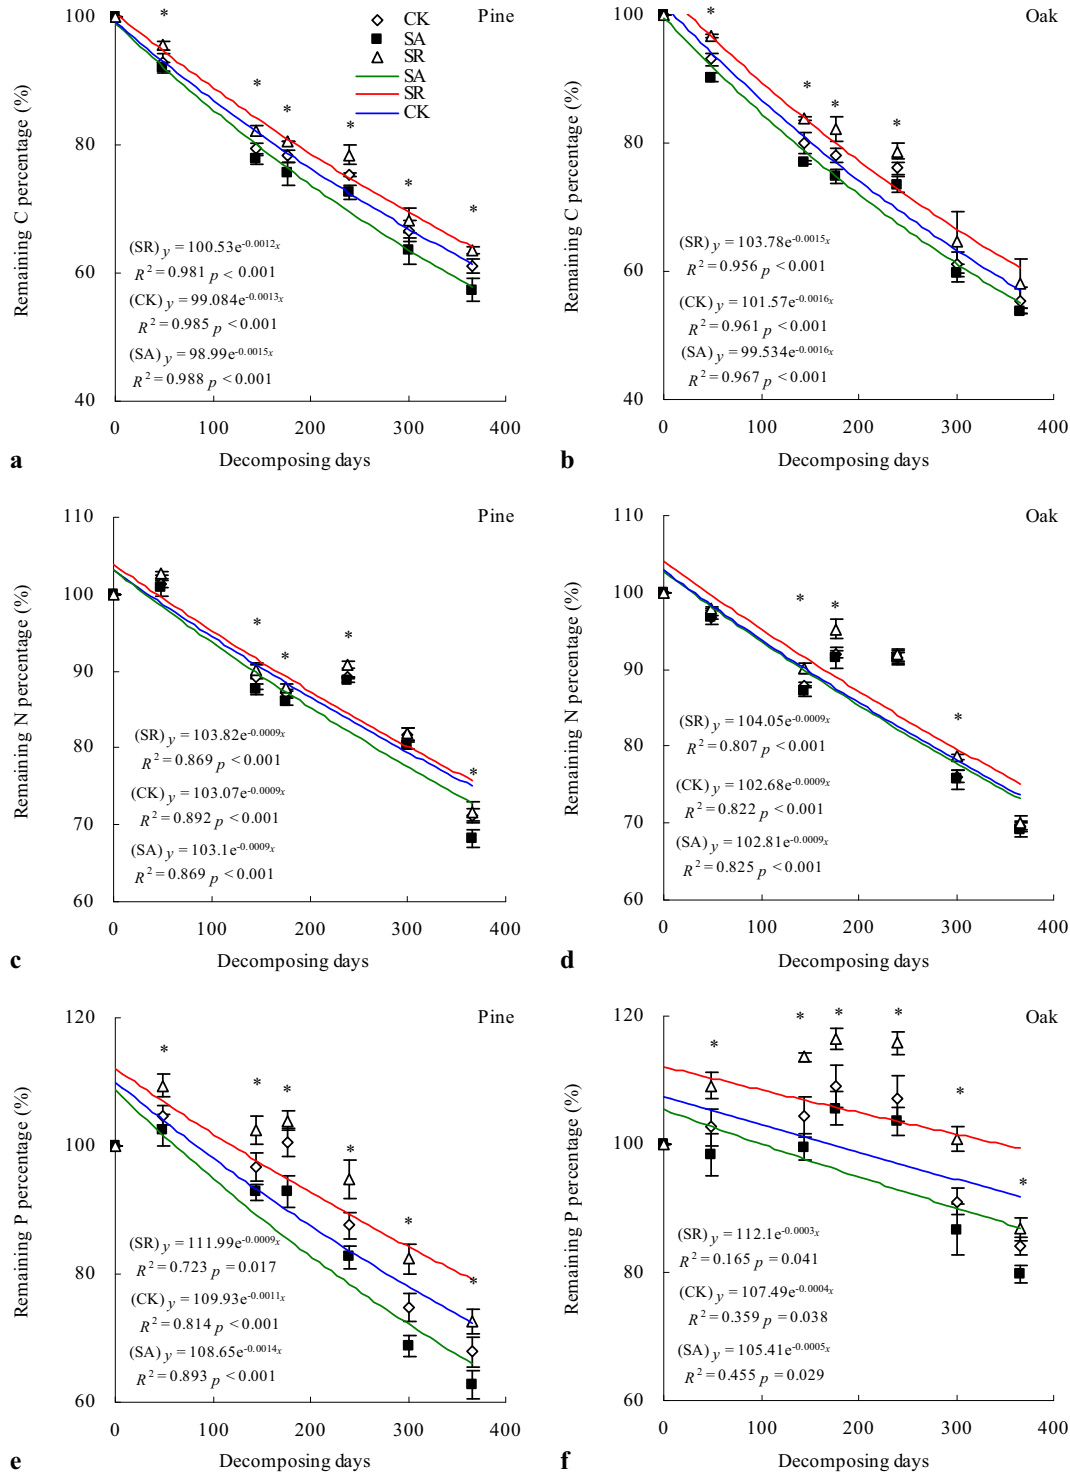 Pine
CK
SA
SR
SA
SR
CK
*
*
*
*
*
*
100
80
60
40
Remaining C percentage (%)
(SR) y = 100.53e^-0.0012x
R² = 0.981 p < 0.001
(CK) y = 99.084e^-0.0013x
R² = 0.985 p < 0.001
(SA) y = 98.99e^-0.0015x
R² = 0.988 p < 0.001
0 100 200 300 400
Decomposing days
a
Oak
*
*
*
*
100
80
60
40
Remaining C percentage (%)
(SR) y = 103.78e^-0.0015x
R² = 0.956 p < 0.001
(CK) y = 101.57e^-0.0016x
R² = 0.961 p < 0.001
(SA) y = 99.534e^-0.0016x
R² = 0.967 p < 0.001
0 100 200 300 400
Decomposing days
b
Pine
*
*
*
*
110
100
90
80
70
60
Remaining N percentage (%)
(SR) y = 103.82e^-0.0009x
R² = 0.869 p < 0.001
(CK) y = 103.07e^-0.0009x
R² = 0.892 p < 0.001
(SA) y = 103.1e^-0.0009x
R² = 0.869 p < 0.001
0 100 200 300 400
Decomposing days
c
Oak
*
*
*
110
100
90
80
70
60
Remaining N percentage (%)
(SR) y = 104.05e^-0.0009x
R² = 0.807 p < 0.001
(CK) y = 102.68e^-0.0009x
R² = 0.822 p < 0.001
(SA) y = 102.81e^-0.0009x
R² = 0.825 p < 0.001
0 100 200 300 400
Decomposing days
d
Pine
*
*
*
*
*
*
120
100
80
60
Remaining P percentage (%)
(SR) y = 111.99e^-0.0009x
R² = 0.723 p = 0.017
(CK) y = 109.93e^-0.0011x
R² = 0.814 p < 0.001
(SA) y = 108.65e^-0.0014x
R² = 0.893 p < 0.001
0 100 200 300 400
Decomposing days
e
Oak
*
*
*
*
*
*
120
100
80
60
Remaining P percentage (%)
(SR) y = 112.1e^-0.0003x
R² = 0.165 p = 0.041
(CK) y = 107.49e^-0.0004x
R² = 0.359 p = 0.038
(SA) y = 105.41e^-0.0005x
R² = 0.455 p = 0.029
0 100 200 300 400
Decomposing days
f